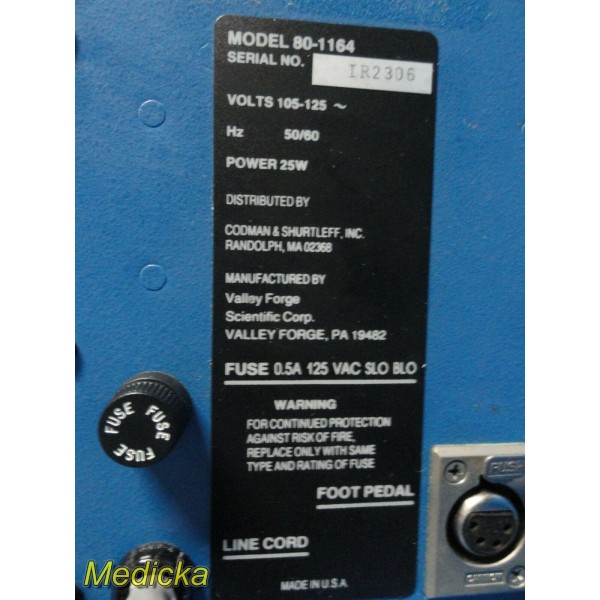 MODEL 80-1164
SERIAL NO. IR2306
VOLTS 105-125 ~
Hz 50/60
POWER 25W
DISTRIBUTED BY
CODMAN & SHURTLEFF, INC.
RANDOLPH, MA 02368
MANUFACTURED BY
Valley Forge
Scientific Corp.
VALLEY FORGE, PA 19482
FUSE 0.5A 125 VAC SLO BLO
WARNING
FOR CONTINUED PROTECTION
AGAINST RISK OF FIRE,
REPLACE ONLY WITH SAME
TYPE AND RATING OF FUSE
FOOT PEDAL
LINE CORD
MADE IN U.S.A.
FUSE FUSE FUSE
PUSH
Medicka